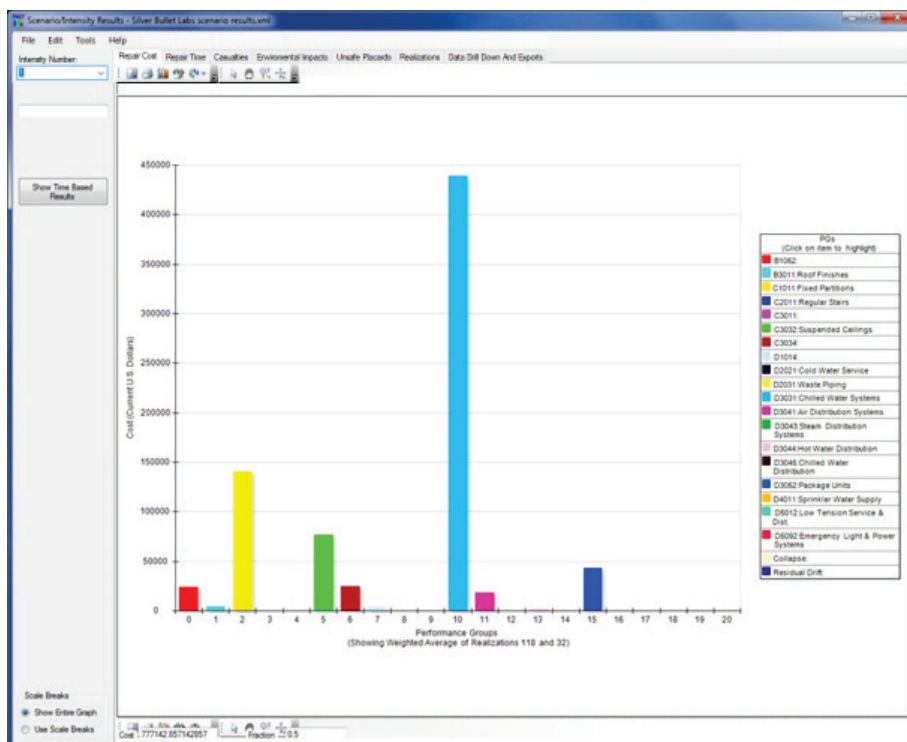 Scenario/Intensity Results - Silver Bullet Labs scenario results.xml
File Edit Tools Help
Intensity Number:
Repair Cost Repair Time Casualties Enviromental Impacts Unsafe Placards Realizations Data Drill Down And Exports
Show Time Based
Results
450000
400000
350000
300000
250000
200000
150000
100000
50000
0
Cost (Current U.S. Dollars)
0 1 2 3 4 5 6 7 8 9 10 11 12 13 14 15 16 17 18 19 20
Performance Groups
(Showing Weighted Average of Realizations 118 and 32)
PGs
(Click on item to highlight)
B1062:
B3011:Roof Finishes
C1011:Fixed Partitions
C2011:Regular Stairs
C3011:
C3032:Suspended Ceilings
C3034:
D1014:
D2021:Cold Water Service
D2031:Waste Piping
D3031:Chilled Water Systems
D3041:Air Distribution Systems
D3043:Steam Distribution
Systems
D3044:Hot Water Distribution
D3046:Chilled Water
Distribution
D3052:Package Units
D4011:Sprinkler Water Supply
D5012:Low Tension Service &
Dist.
D5092:Emergency Light & Power
Systems
Collapse:
Residual Drift:
Scale Breaks
Show Entire Graph
Use Scale Breaks
Cost : 777142.857142857 Fraction : 0.5